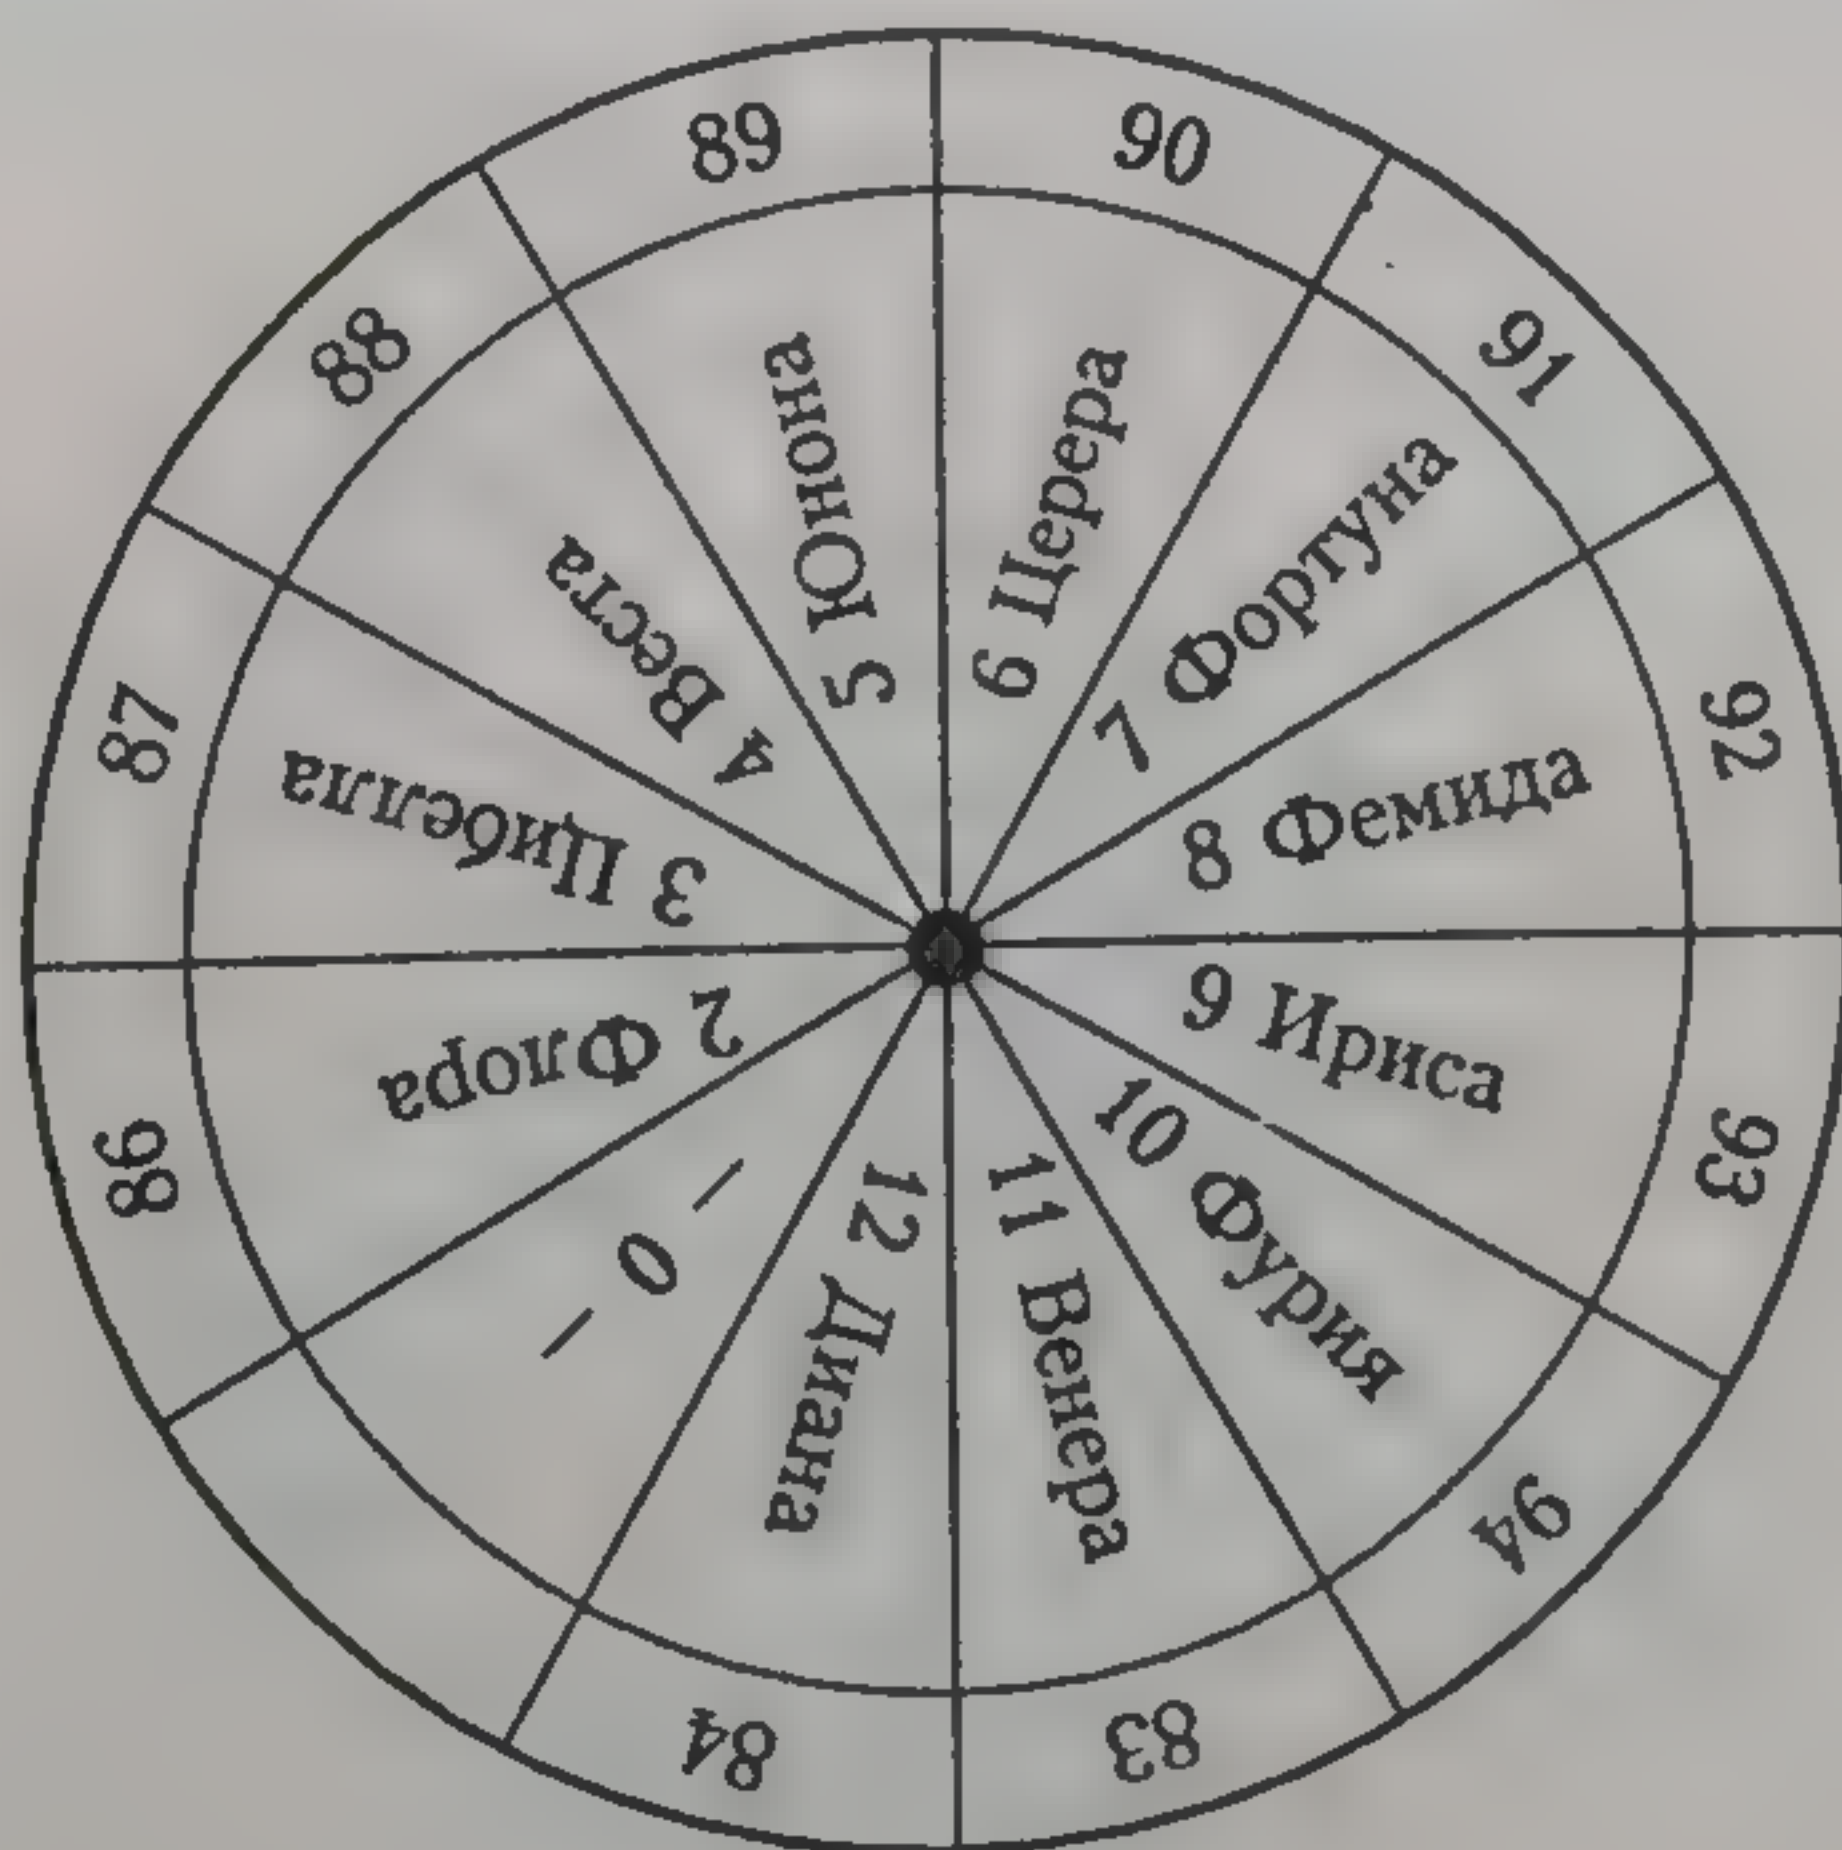 89
90
91
92
93
94
83
84
86
87
88
5 Юнона
6 Церера
7 Фортуна
8 Фемида
9 Ириса
10 Фурия
11 Венера
12 Диана
— 0 —
2 Флора
3 Цибелла
4 Веста